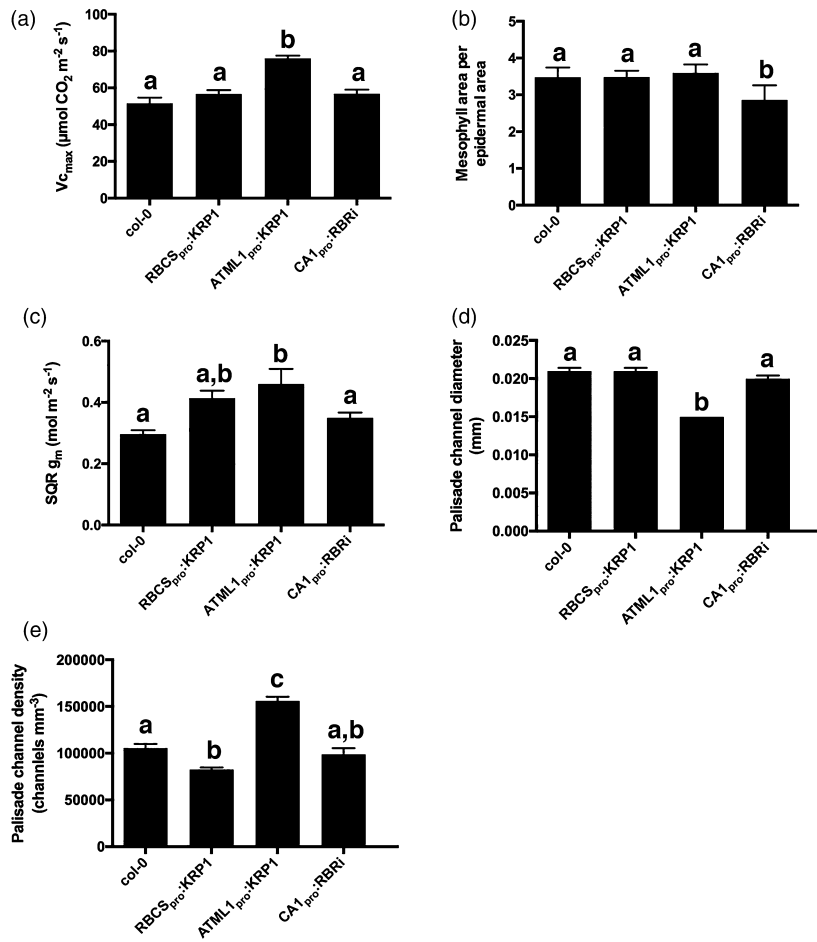 (a)
Vcmax (µmol CO2 m-2 s-1)
100
80
60
40
20
0
a
a
b
a
col-0
RBCSpro:KRP1
ATML1pro:KRP1
CA1pro:RBRi
(b)
Mesophyll area per
epidermal area
5
4
3
2
1
0
a
a
a
b
col-0
RBCSpro:KRP1
ATML1pro:KRP1
CA1pro:RBRi
(c)
SQR gm (mol m-2 s-1)
0.6
0.4
0.2
0.0
a
a,b
b
a
col-0
RBCSpro:KRP1
ATML1pro:KRP1
CA1pro:RBRi
(d)
Palisade channel diameter
(mm)
0.025
0.020
0.015
0.010
0.005
0.000
a
a
b
a
col-0
RBCSpro:KRP1
ATML1pro:KRP1
CA1pro:RBRi
(e)
Palisade channel density
(channlels mm-3)
200000
150000
100000
50000
0
a
b
c
a,b
col-0
RBCSpro:KRP1
ATML1pro:KRP1
CA1pro:RBRi